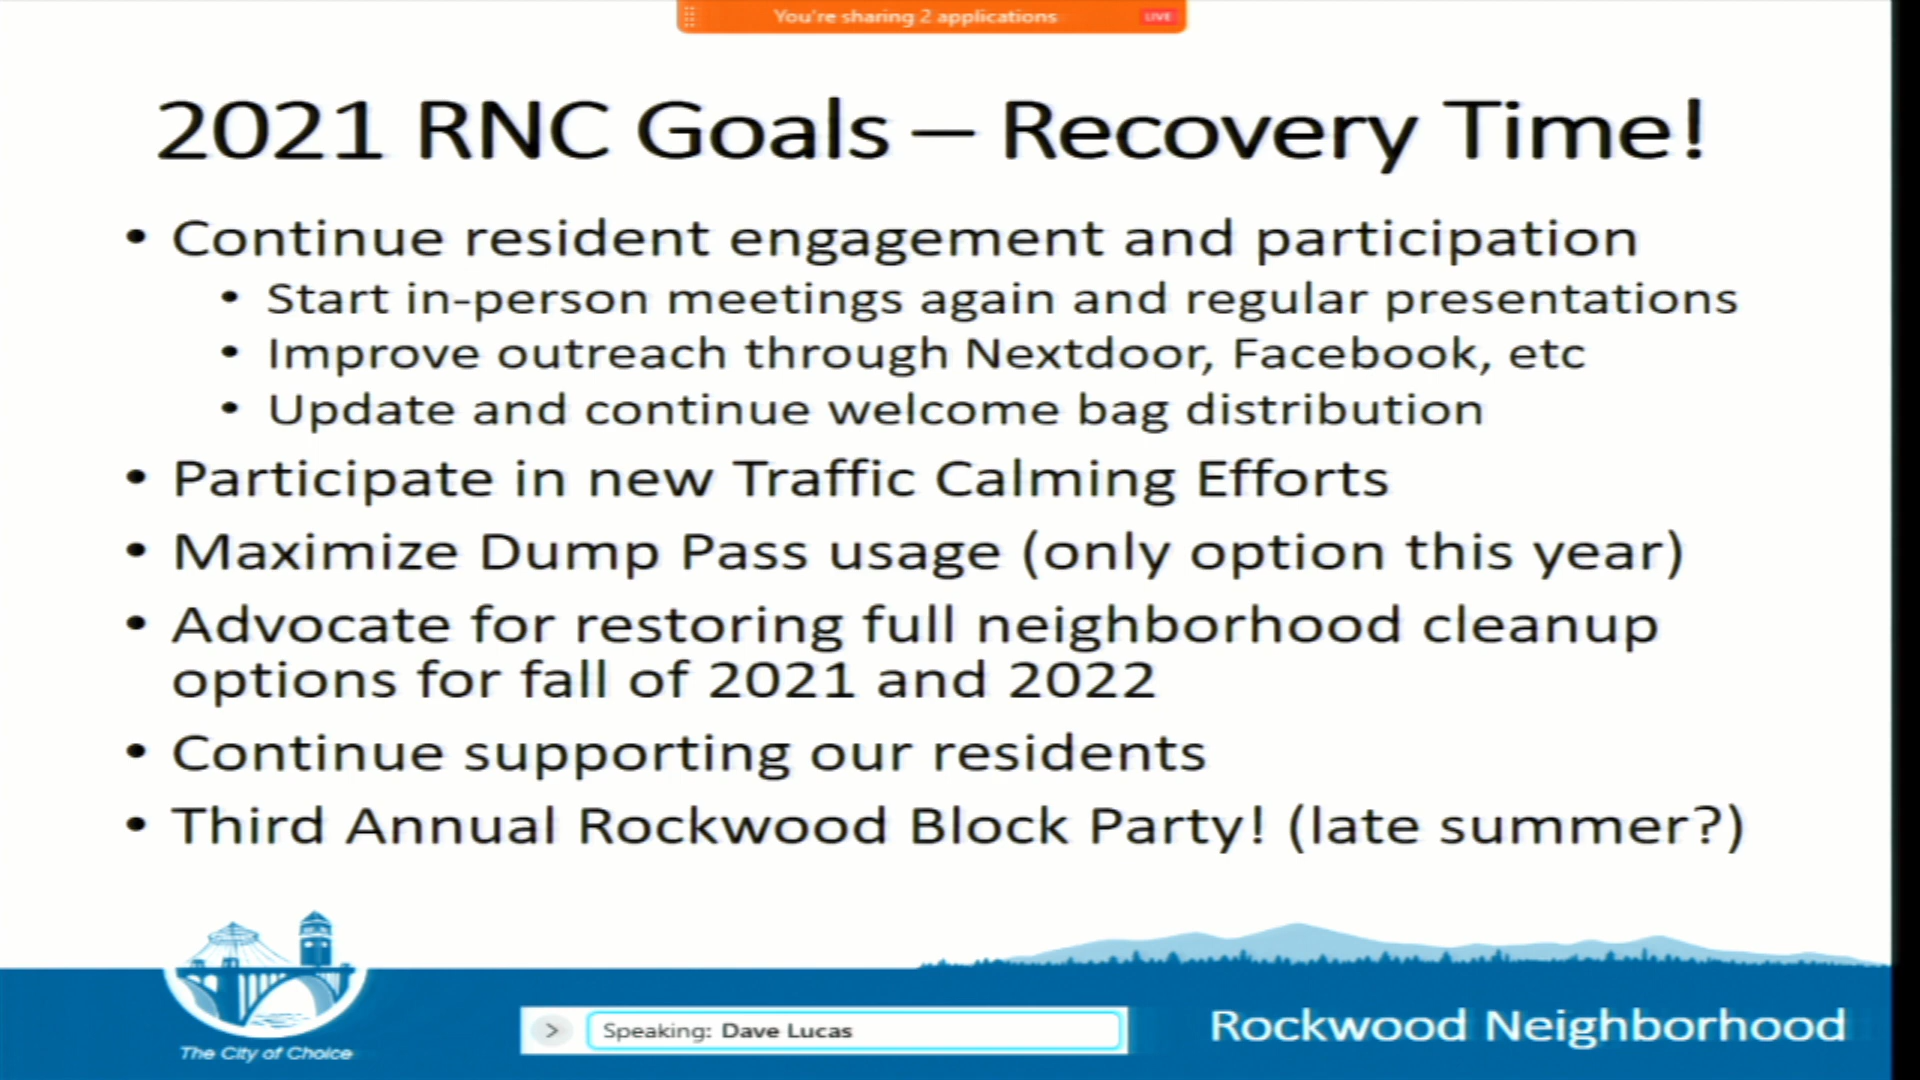 You're sharing 2 applications LIVE
2021 RNC Goals – Recovery Time!
• Continue resident engagement and participation
• Start in-person meetings again and regular presentations
• Improve outreach through Nextdoor, Facebook, etc
• Update and continue welcome bag distribution
• Participate in new Traffic Calming Efforts
• Maximize Dump Pass usage (only option this year)
• Advocate for restoring full neighborhood cleanup
options for fall of 2021 and 2022
• Continue supporting our residents
• Third Annual Rockwood Block Party! (late summer?)
Speaking: Dave Lucas
Rockwood Neighborhood
The City of Choice